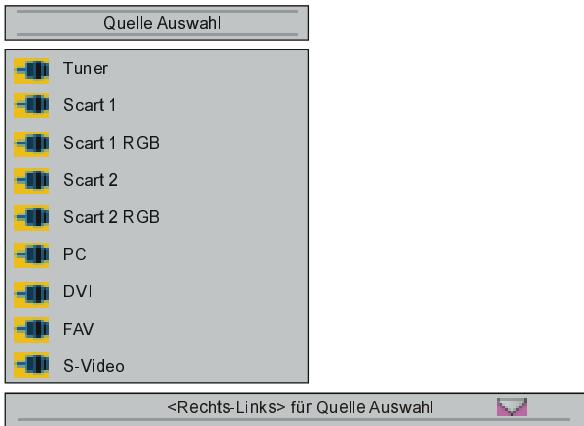 Quelle Auswahl
Tuner
Scart 1
Scart 1 RGB
Scart 2
Scart 2 RGB
PC
DVI
FAV
S-Video
<Rechts-Links> für Quelle Auswahl